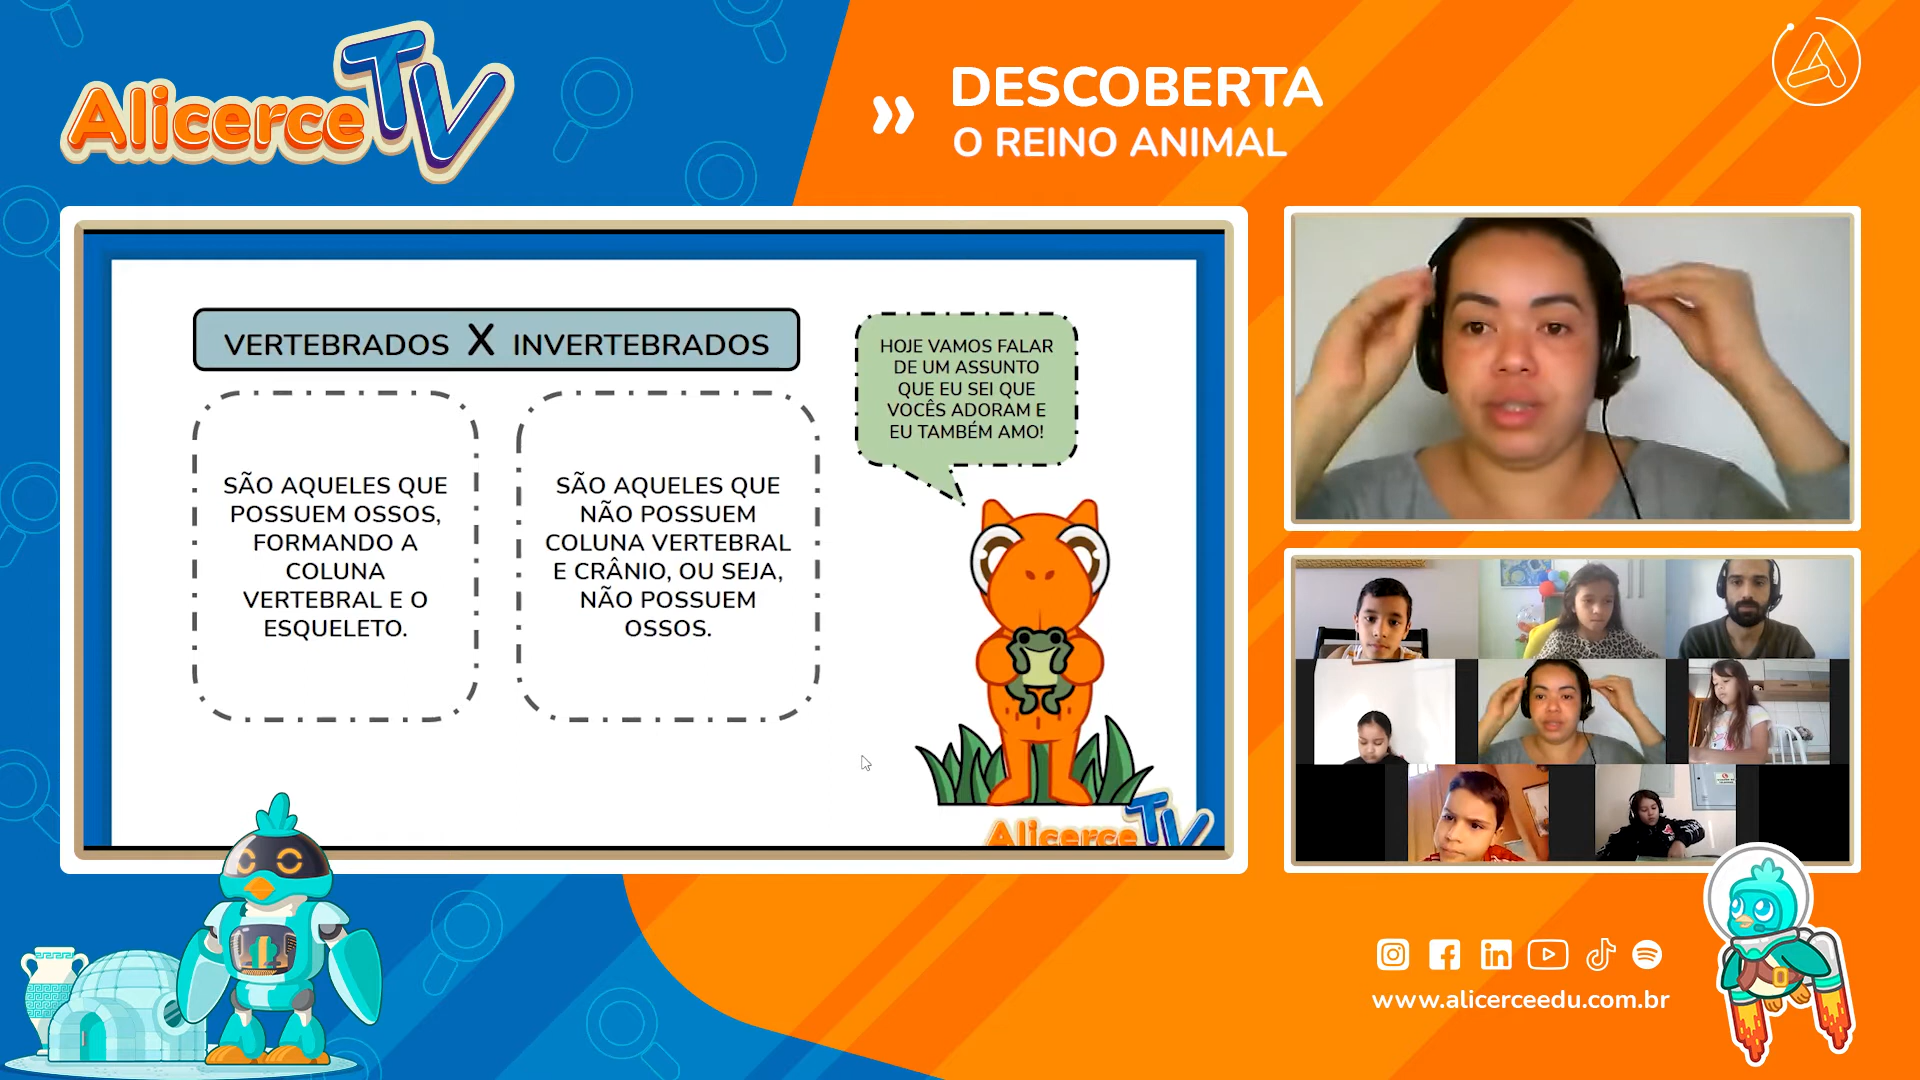 Alicerce TV
DESCOBERTA
O REINO ANIMAL
VERTEBRADOS X INVERTEBRADOS
SÃO AQUELES QUE
POSSUEM OSSOS,
FORMANDO A
COLUNA
VERTEBRAL E O
ESQUELETO.
SÃO AQUELES QUE
NÃO POSSUEM
COLUNA VERTEBRAL
E CRÂNIO, OU SEJA,
NÃO POSSUEM
OSSOS.
HOJE VAMOS FALAR
DE UM ASSUNTO
QUE EU SEI QUE
VOCÊS ADORAM E
EU TAMBÉM AMO!
Alicerce TV
www.alicerceedu.com.br